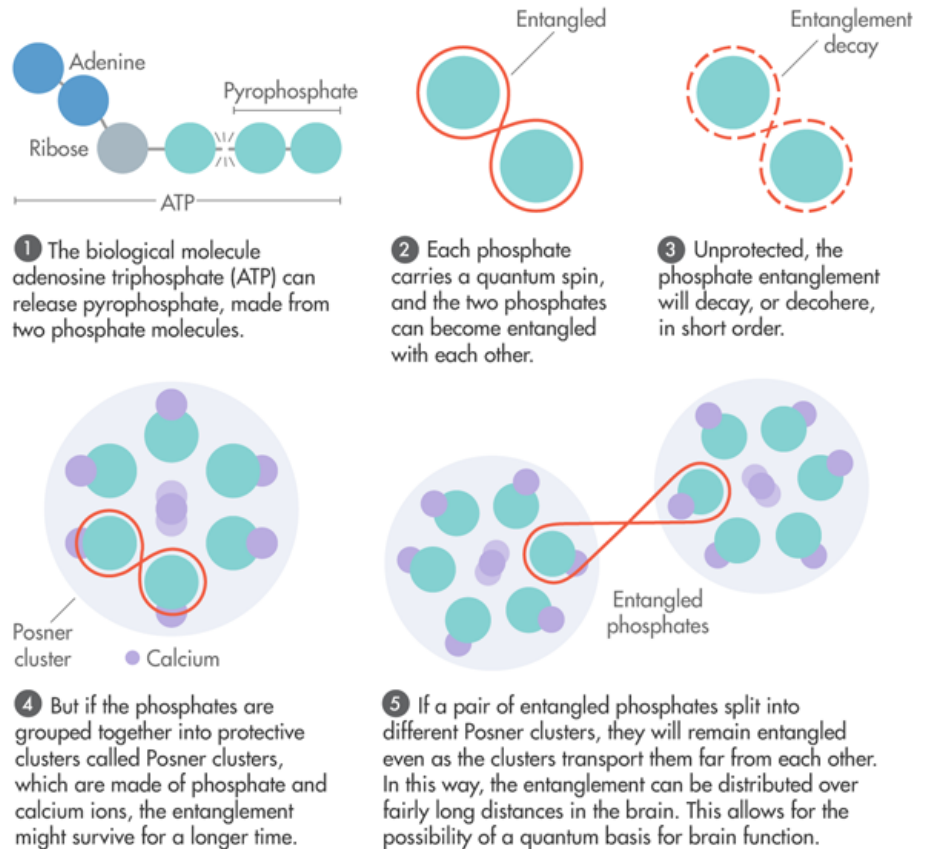 Adenine
Pyrophosphate
Ribose
ATP
Entangled
Entanglement
decay
1 The biological molecule
adenosine triphosphate (ATP) can
release pyrophosphate, made from
two phosphate molecules.
2 Each phosphate
carries a quantum spin,
and the two phosphates
can become entangled
with each other.
3 Unprotected, the
phosphate entanglement
will decay, or decohere,
in short order.
Posner
cluster
Calcium
Entangled
phosphates
4 But if the phosphates are
grouped together into protective
clusters called Posner clusters,
which are made of phosphate and
calcium ions, the entanglement
might survive for a longer time.
5 If a pair of entangled phosphates split into
different Posner clusters, they will remain entangled
even as the clusters transport them far from each other.
In this way, the entanglement can be distributed over
fairly long distances in the brain. This allows for the
possibility of a quantum basis for brain function.